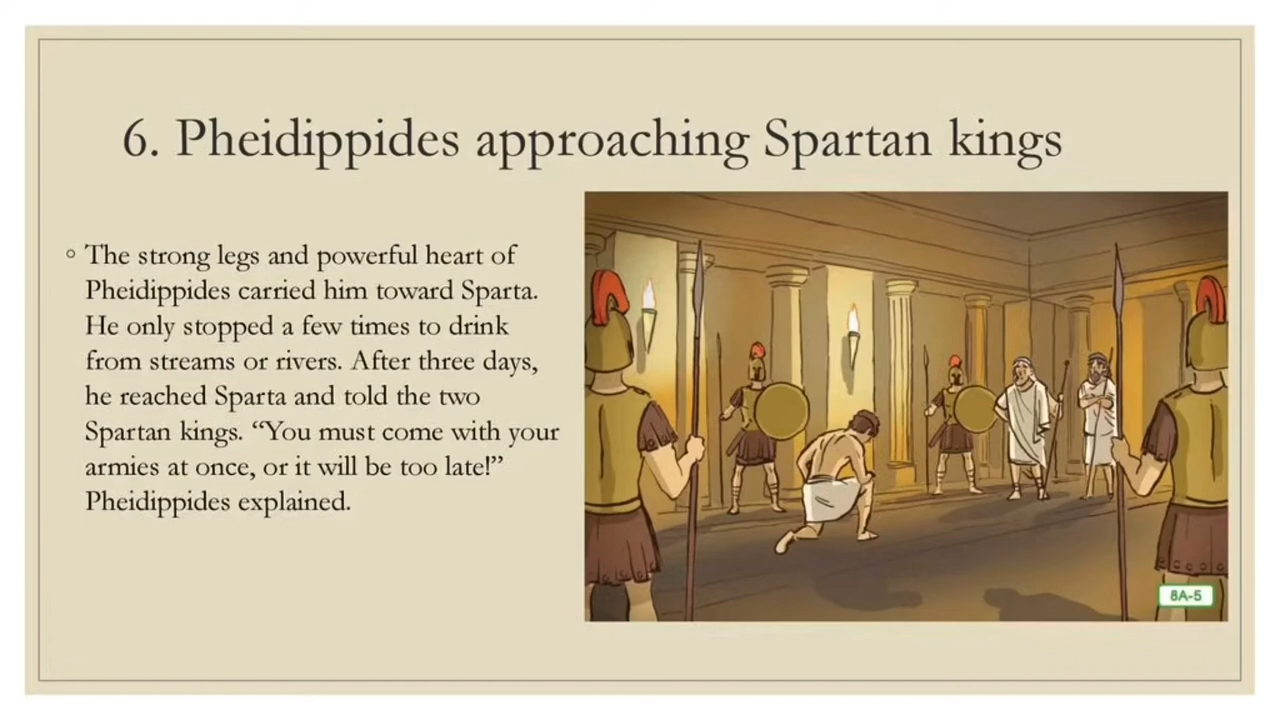 6. Pheidippides approaching Spartan kings
The strong legs and powerful heart of
Pheidippides carried him toward Sparta.
He only stopped a few times to drink
from streams or rivers. After three days,
he reached Sparta and told the two
Spartan kings. “You must come with your
armies at once, or it will be too late!”
Pheidippides explained.
8A-5